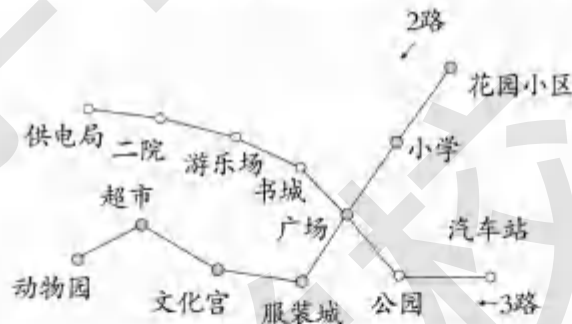 2路
花园小区
供电局
二院
游乐场
小学
书城
超市
广场
汽车站
动物园
文化宫
服装城
公园
←3路